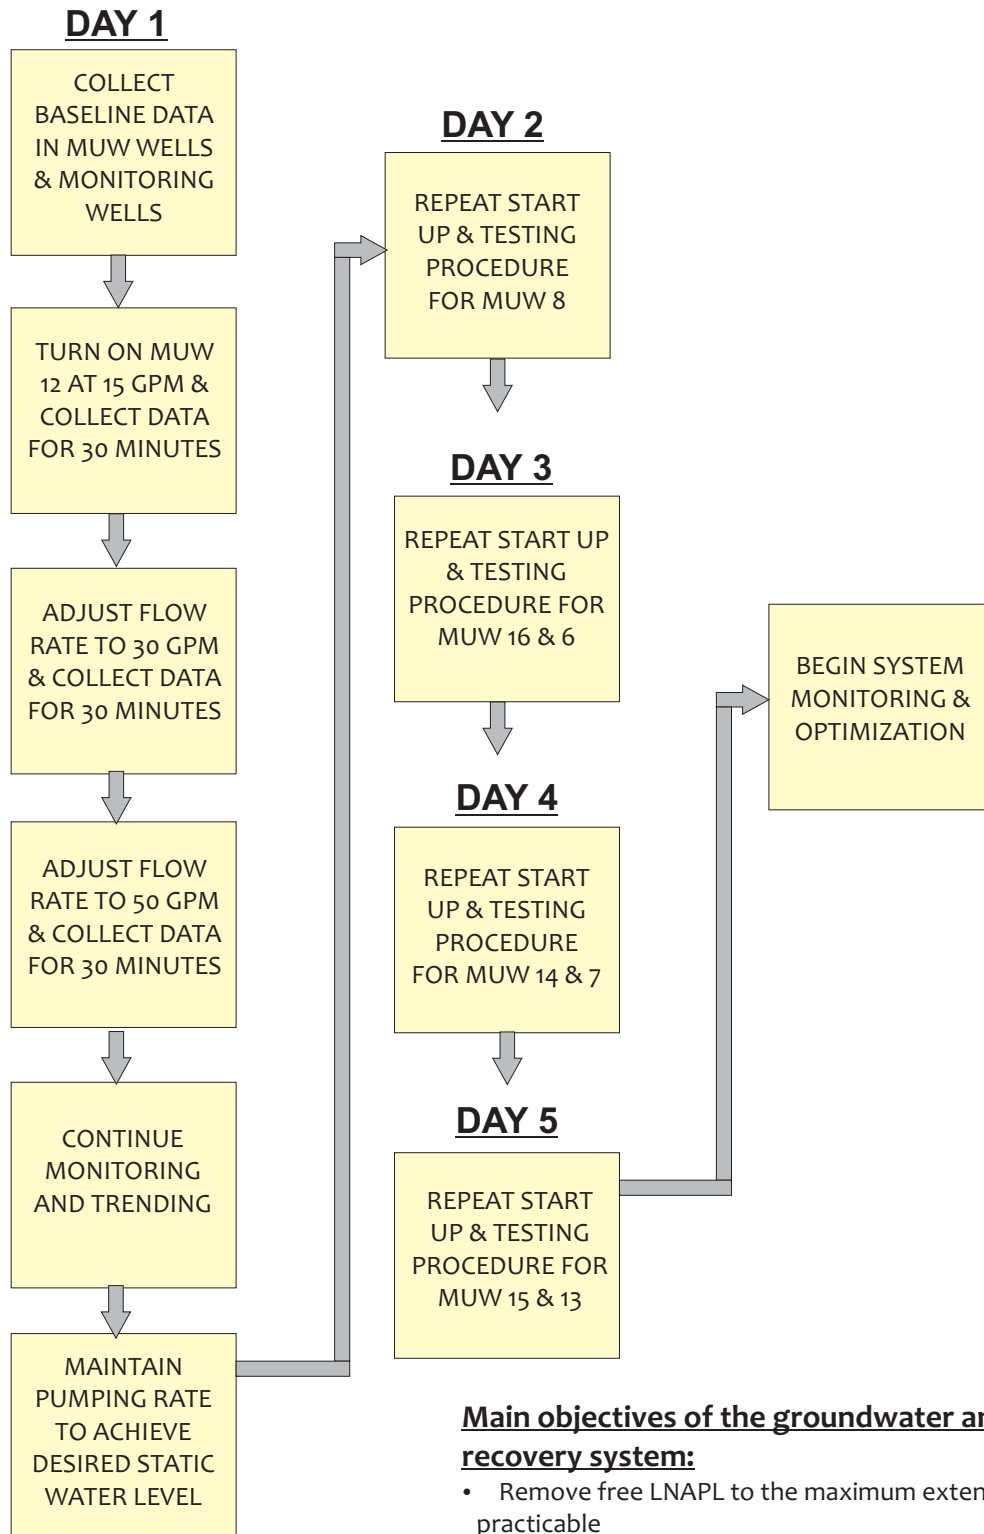 DAY 1
COLLECT
BASELINE DATA
IN MUW WELLS
& MONITORING
WELLS
TURN ON MUW
12 AT 15 GPM &
COLLECT DATA
FOR 30 MINUTES
ADJUST FLOW
RATE TO 30 GPM
& COLLECT DATA
FOR 30 MINUTES
ADJUST FLOW
RATE TO 50 GPM
& COLLECT DATA
FOR 30 MINUTES
CONTINUE
MONITORING
AND TRENDING
MAINTAIN
PUMPING RATE
TO ACHIEVE
DESIRED STATIC
WATER LEVEL
DAY 2
REPEAT START
UP & TESTING
PROCEDURE
FOR MUW 8
DAY 3
REPEAT START UP
& TESTING
PROCEDURE FOR
MUW 16 & 6
DAY 4
REPEAT START
UP & TESTING
PROCEDURE
FOR MUW 14 & 7
DAY 5
REPEAT START
UP & TESTING
PROCEDURE FOR
MUW 15 & 13
BEGIN SYSTEM
MONITORING &
OPTIMIZATION
Main objectives of the groundwater
recovery system:
• Remove free LNAPL to the maximum
practicable